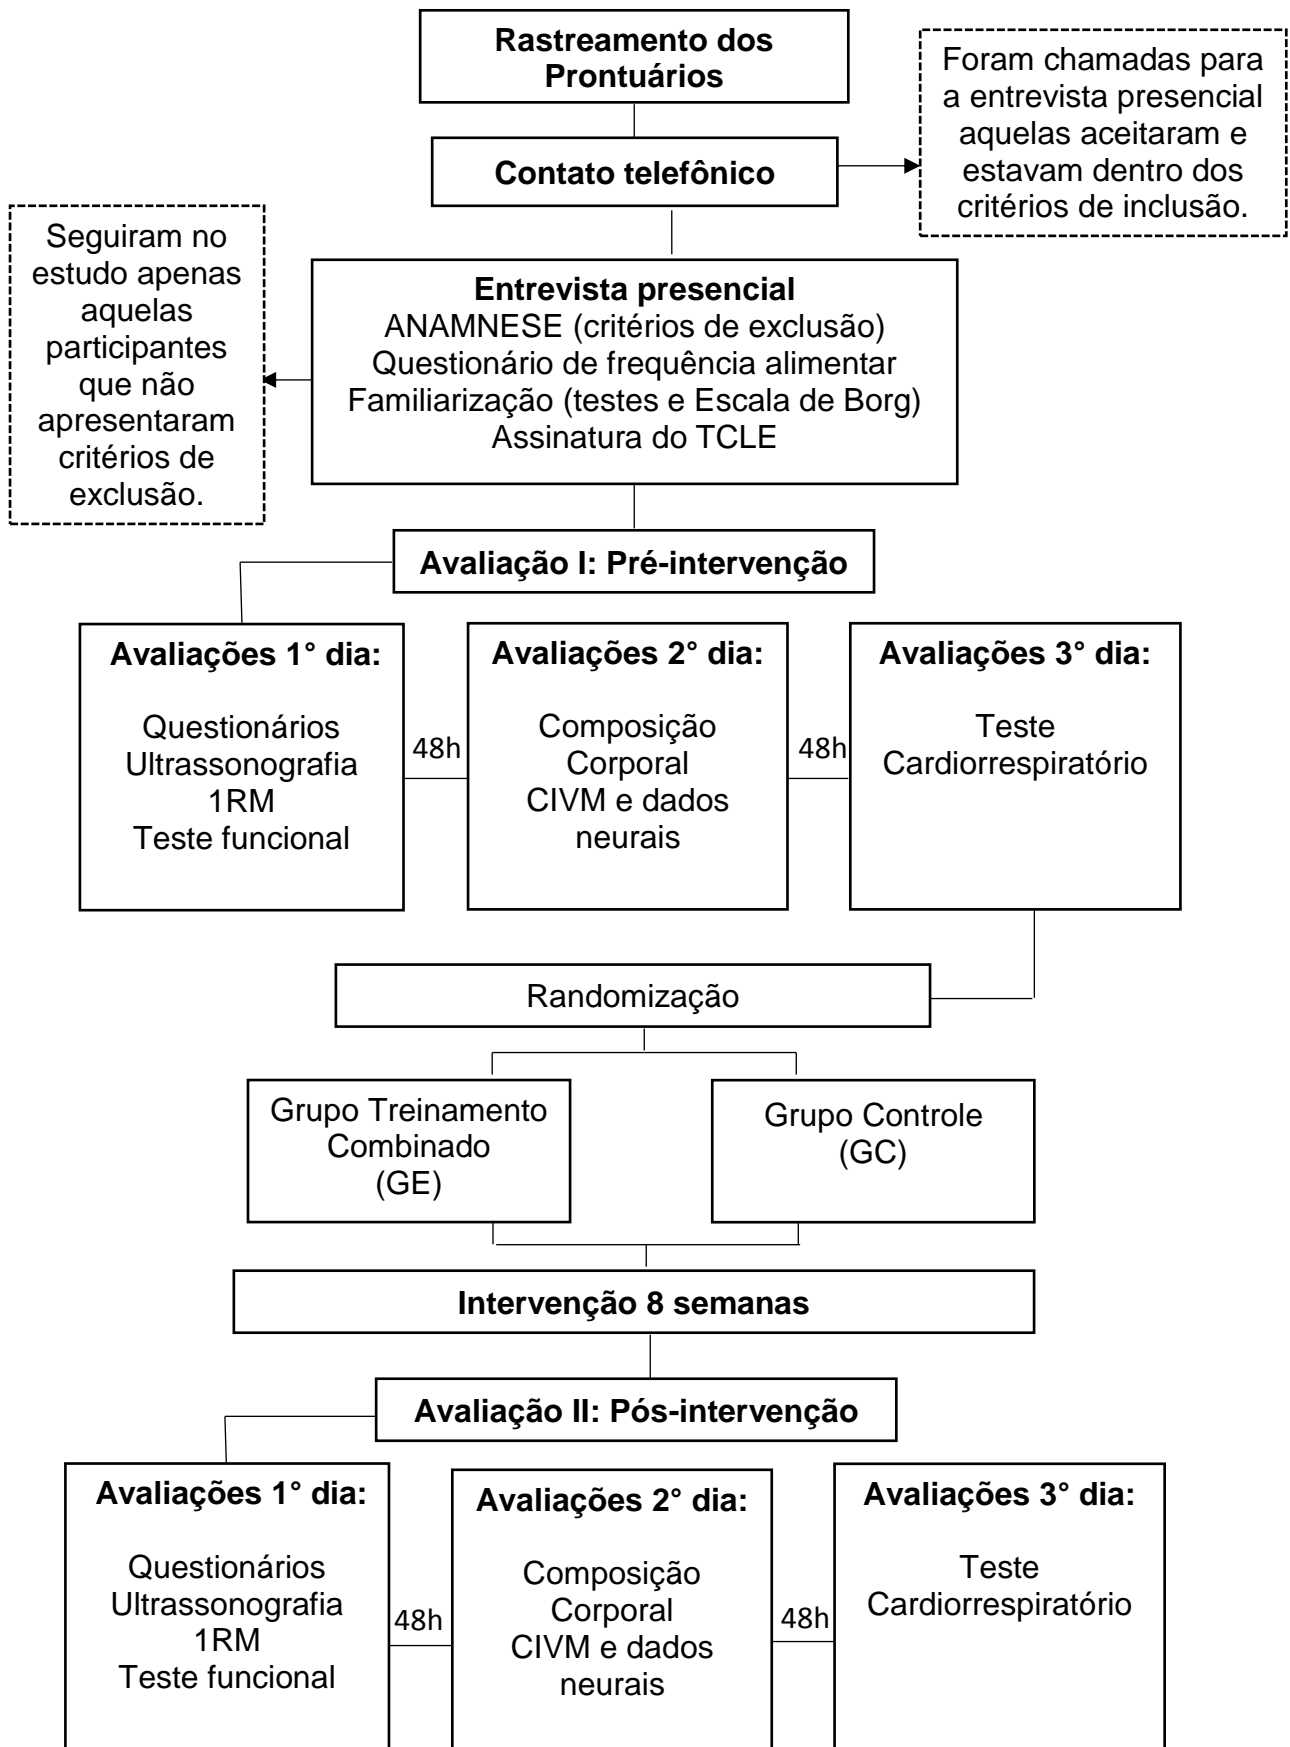 Rastreamento dos
Prontuários
Foram chamadas para
a entrevista presencial
aquelas aceitaram e
estavam dentro dos
critérios de inclusão.
Contato telefônico
Seguiram no
estudo apenas
aquelas
participantes
que não
apresentaram
critérios de
exclusão.
Entrevista presencial
ANAMNESE (critérios de exclusão)
Questionário de frequência alimentar
Familiarização (testes e Escala de Borg)
Assinatura do TCLE
Avaliação I: Pré-intervenção
Avaliações 1° dia:
Questionários
Ultrassonografia
1RM
Teste funcional
48h
Avaliações 2° dia:
Composição
Corporal
CIVM e dados
neurais
48h
Avaliações 3° dia:
Teste
Cardiorrespiratório
Randomização
Grupo Treinamento
Combinado
(GE)
Grupo Controle
(GC)
Intervenção 8 semanas
Avaliação II: Pós-intervenção
Avaliações 1° dia:
Questionários
Ultrassonografia
1RM
Teste funcional
48h
Avaliações 2° dia:
Composição
Corporal
CIVM e dados
neurais
48h
Avaliações 3° dia:
Teste
Cardiorrespiratório